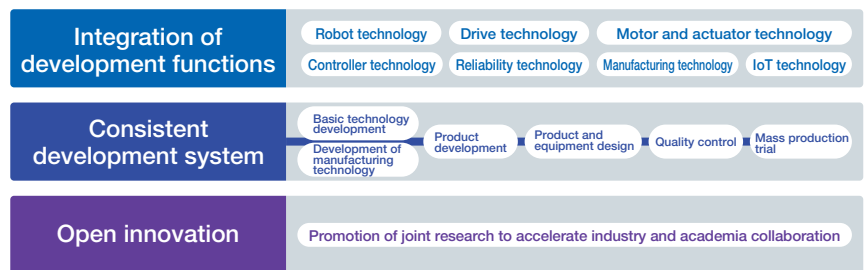 Integration of
development functions
Robot technology
Drive technology
Motor and actuator technology
Controller technology
Reliability technology
Manufacturing technology
IoT technology
Consistent
development system
Basic technology
development
Development of
manufacturing
technology
Product
development
Product and
equipment design
Quality control
Mass production
trial
Open innovation
Promotion of joint research to accelerate industry and academia collaboration